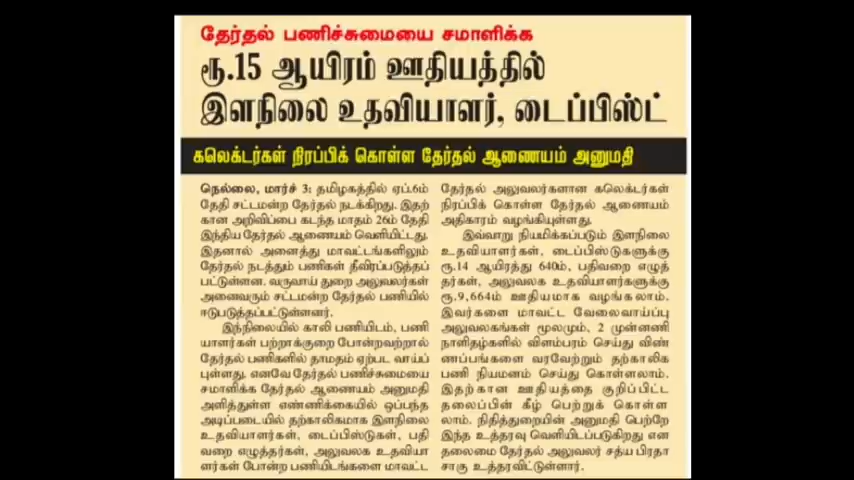 தேர்தல் பணிச்சுமையை சமாளிக்க
ரூ.15 ஆயிரம் ஊதியத்தில்
இளநிலை உதவியாளர், டைப்பிஸ்ட்
கலெக்டர்கள் நிரப்பிக் கொள்ள தேர்தல் ஆணையம் அனுமதி
நெல்லை, மார்ச் 3: தமிழகத்தில் ஏப்.6ம்
தேதி சட்டமன்ற தேர்தல் நடக்கிறது. இதற்
கான அறிவிப்பை கடந்த மாதம் 26ம் தேதி
இந்திய தேர்தல் ஆணையம் வெளியிட்டது.
இதனால் அனைத்து மாவட்டங்களிலும்
தேர்தல் நடத்தும் பணிகள் தீவிரப்படுத்தப்
பட்டுள்ளன. வருவாய் துறை அலுவலர்கள்
அனைவரும் சட்டமன்ற தேர்தல் பணியில்
ஈடுபடுத்தப்பட்டுள்ளனர்.
இந்நிலையில் காலி பணியிடம், பணி
யாளர்கள் பற்றாக்குறை போன்றவற்றால்
தேர்தல் பணிகளில் தாமதம் ஏற்பட வாய்ப்
புள்ளது. எனவே தேர்தல் பணிச்சுமையை
சமாளிக்க தேர்தல் ஆணையம் அனுமதி
அளித்துள்ள எண்ணிக்கையில் ஒப்பந்த
அடிப்படையில் தற்காலிகமாக இளநிலை
உதவியாளர்கள், டைப்பிஸ்டுகள், பதி
வறை எழுத்தர்கள், அலுவலக உதவியா
ளர்கள் போன்ற பணியிடங்களை மாவட்ட
தேர்தல் அலுவலர்களான கலெக்டர்கள்
நிரப்பிக் கொள்ள தேர்தல் ஆணையம்
அதிகாரம் வழங்கியுள்ளது.
இவ்வாறு நியமிக்கப்படும் இளநிலை
உதவியாளர்கள், டைப்பிஸ்டுகளுக்கு
ரூ.14 ஆயிரத்து 640ம், பதிவறை எழுத்
தர்கள், அலுவலக உதவியாளர்களுக்கு
ரூ.9,664ம் ஊதியமாக வழங்கலாம்.
இவர்களை மாவட்ட வேலைவாய்ப்பு
அலுவலகங்கள் மூலமும், 2 முன்னணி
நாளிதழ்களில் விளம்பரம் செய்து விண்
ணப்பங்களை வரவேற்றும் தற்காலிக
பணி நியமனம் செய்து கொள்ளலாம்.
இதற்கான ஊதியத்தை குறிப்பிட்ட
தலைப்பின் கீழ் பெற்றுக் கொள்ள
லாம். நிதித்துறையின் அனுமதி பெற்றே
இந்த உத்தரவு வெளியிடப்படுகிறது என
தலைமை தேர்தல் அலுவலர் சத்ய பிரதா
சாகு உத்தரவிட்டுள்ளார்.